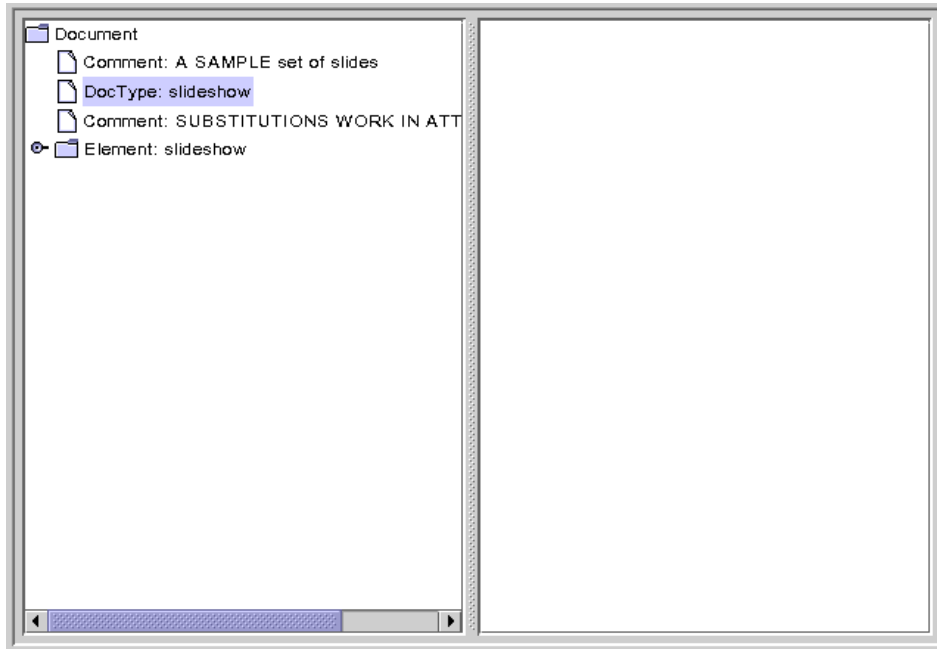 Document
Comment: A SAMPLE set of slides
DocType: slideshow
Comment: SUBSTITUTIONS WORK IN ATT
Element: slideshow